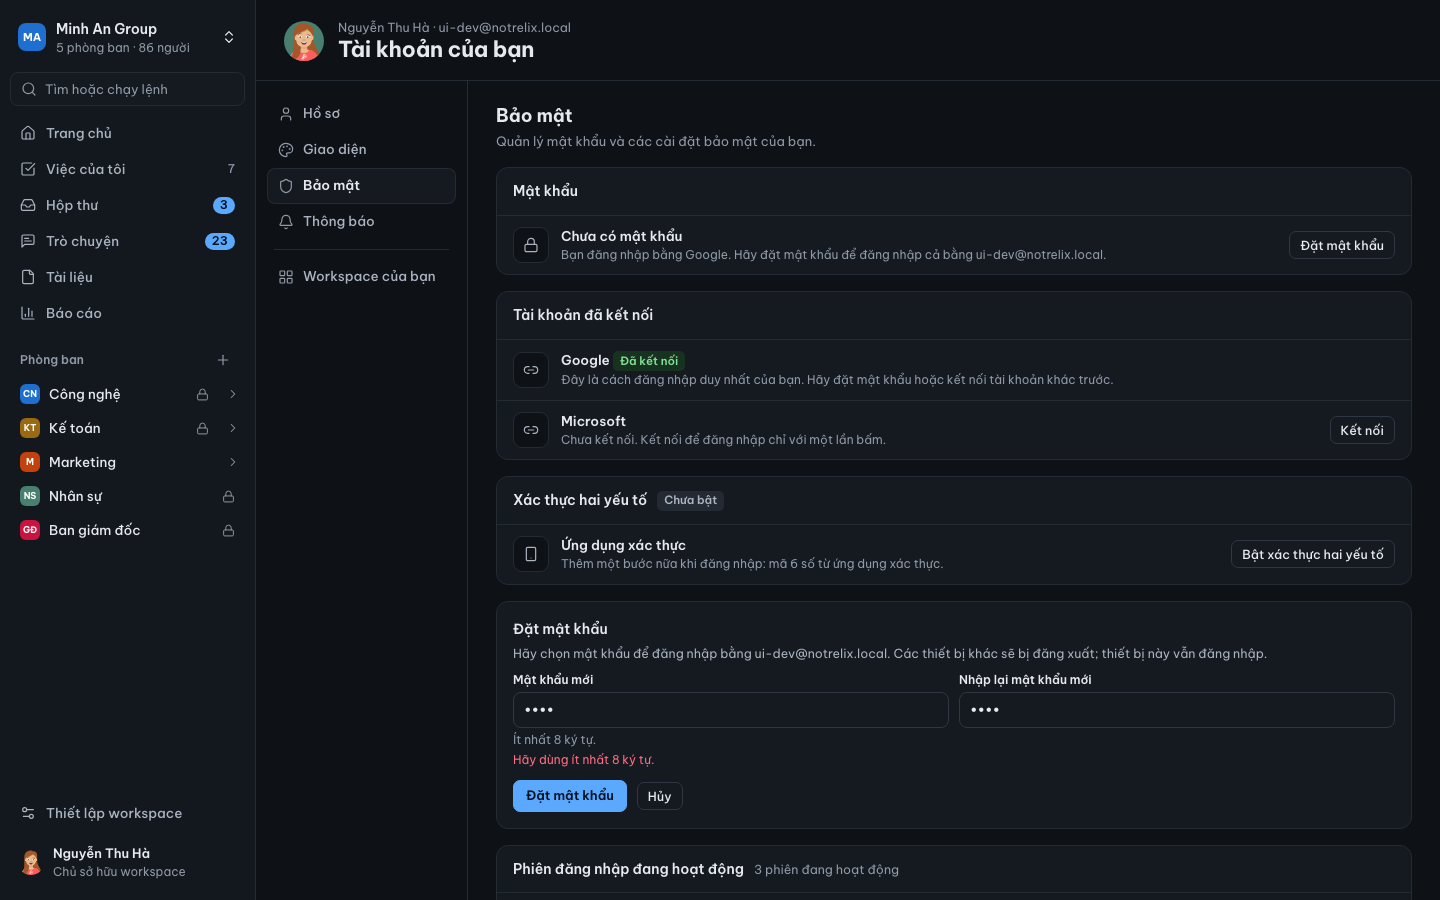 MA
Minh An Group
5 phòng ban · 86 người
Tìm hoặc chạy lệnh
Trang chủ
Việc của tôi 7
Hộp thư 3
Trò chuyện 23
Tài liệu
Báo cáo
Phòng ban
CN Công nghệ
KT Kế toán
M Marketing
NS Nhân sự
GĐ Ban giám đốc
Thiết lập workspace
Nguyễn Thu Hà
Chủ sở hữu workspace
Nguyễn Thu Hà · ui-dev@notrelix.local
Tài khoản của bạn
Hồ sơ
Giao diện
Bảo mật
Thông báo
Workspace của bạn
Bảo mật
Quản lý mật khẩu và các cài đặt bảo mật của bạn.
Mật khẩu
Chưa có mật khẩu
Bạn đăng nhập bằng Google. Hãy đặt mật khẩu để đăng nhập cả bằng ui-dev@notrelix.local.
Đặt mật khẩu
Tài khoản đã kết nối
Google Đã kết nối
Đây là cách đăng nhập duy nhất của bạn. Hãy đặt mật khẩu hoặc kết nối tài khoản khác trước.
Microsoft
Chưa kết nối. Kết nối để đăng nhập chỉ với một lần bấm.
Kết nối
Xác thực hai yếu tố Chưa bật
Ứng dụng xác thực
Thêm một bước nữa khi đăng nhập: mã 6 số từ ứng dụng xác thực.
Bật xác thực hai yếu tố
Đặt mật khẩu
Hãy chọn mật khẩu để đăng nhập bằng ui-dev@notrelix.local. Các thiết bị khác sẽ bị đăng xuất; thiết bị này vẫn đăng nhập.
Mật khẩu mới
••••
Nhập lại mật khẩu mới
••••
Ít nhất 8 ký tự.
Hãy dùng ít nhất 8 ký tự.
Đặt mật khẩu
Hủy
Phiên đăng nhập đang hoạt động 3 phiên đang hoạt động